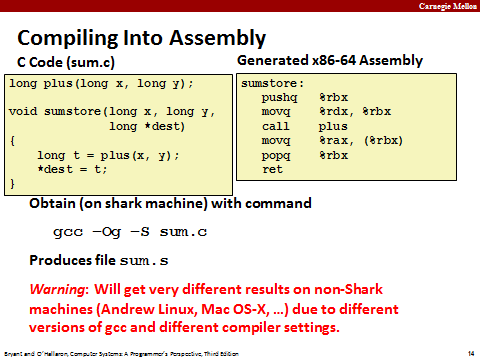 Carnegie Mellon
Compiling Into Assembly
C Code (sum.c)
long plus(long x, long y);
void sumstore(long x, long y,
long *dest)
{
long t = plus(x, y);
*dest = t;
}
Generated x86-64 Assembly
sumstore:
pushq %rbx
movq %rdx, %rbx
call plus
movq %rax, (%rbx)
popq %rbx
ret
Obtain (on shark machine) with command
gcc –Og –S sum.c
Produces file sum.s
Warning: Will get very different results on non-Shark
machines (Andrew Linux, Mac OS-X, …) due to different
versions of gcc and different compiler settings.
Bryant and O'Hallaron, Computer Systems: A Programmer's Perspective, Third Edition
14